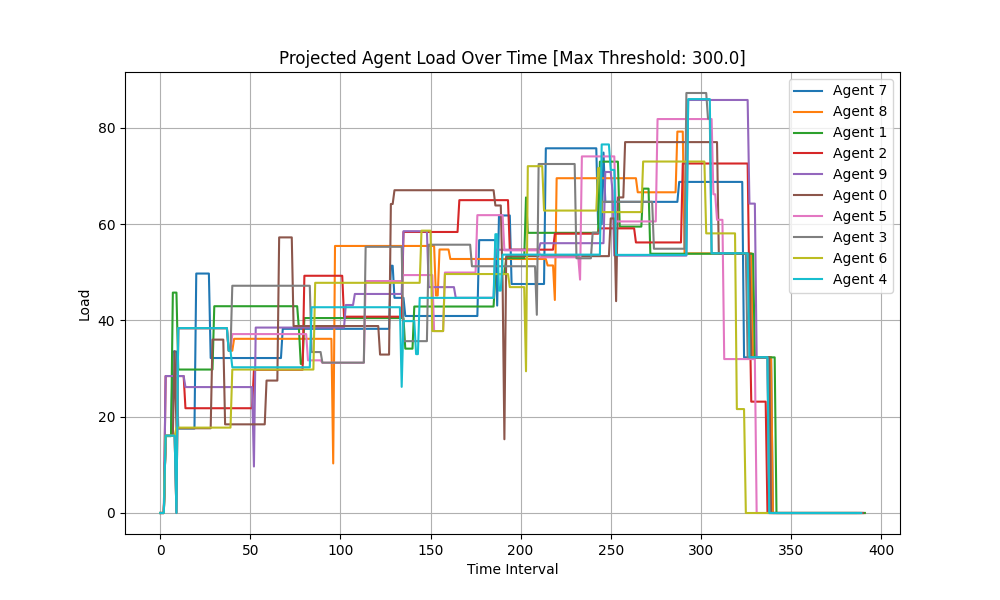 Projected Agent Load Over Time [Max Threshold: 300.0]
Load
80
60
40
20
0
0 50 100 150 200 250 300 350 400
Time Interval
Agent 7
Agent 8
Agent 1
Agent 2
Agent 9
Agent 0
Agent 5
Agent 3
Agent 6
Agent 4